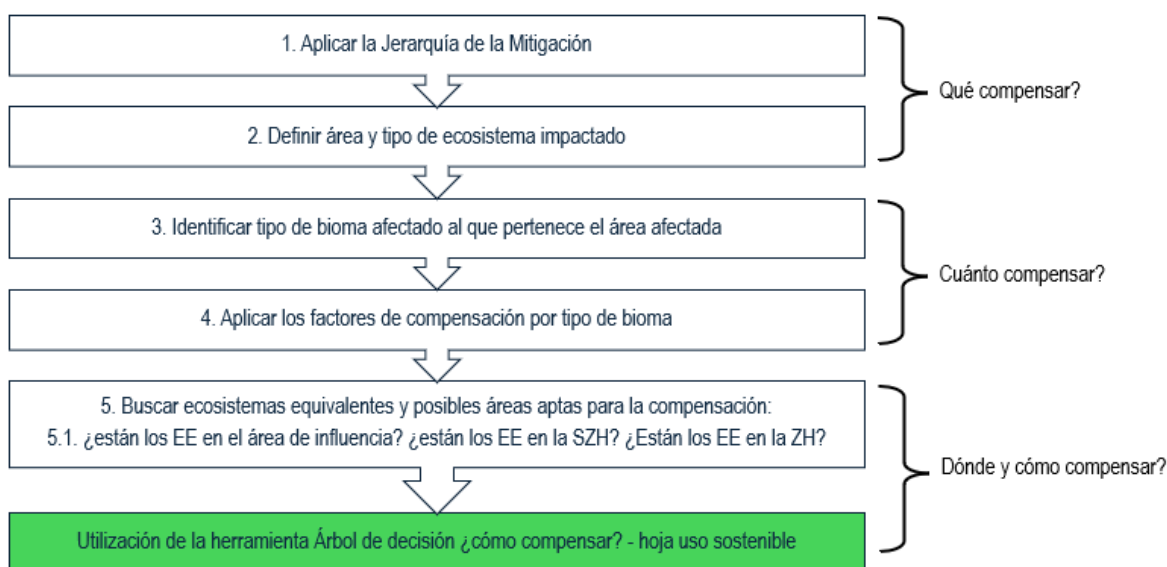 1. Aplicar la Jerarquía de la Mitigación
2. Definir área y tipo de ecosistema impactado
Qué compensar?
3. Identificar tipo de bioma afectado al que pertenece el área afectada
4. Aplicar los factores de compensación por tipo de bioma
Cuánto compensar?
5. Buscar ecosistemas equivalentes y posibles áreas aptas para la compensación:
5.1. ¿están los EE en el área de influencia? ¿están los EE en la SZH? ¿Están los EE en la ZH?
Utilización de la herramienta Árbol de decisión ¿cómo compensar? - hoja uso sostenible
Dónde y cómo compensar?